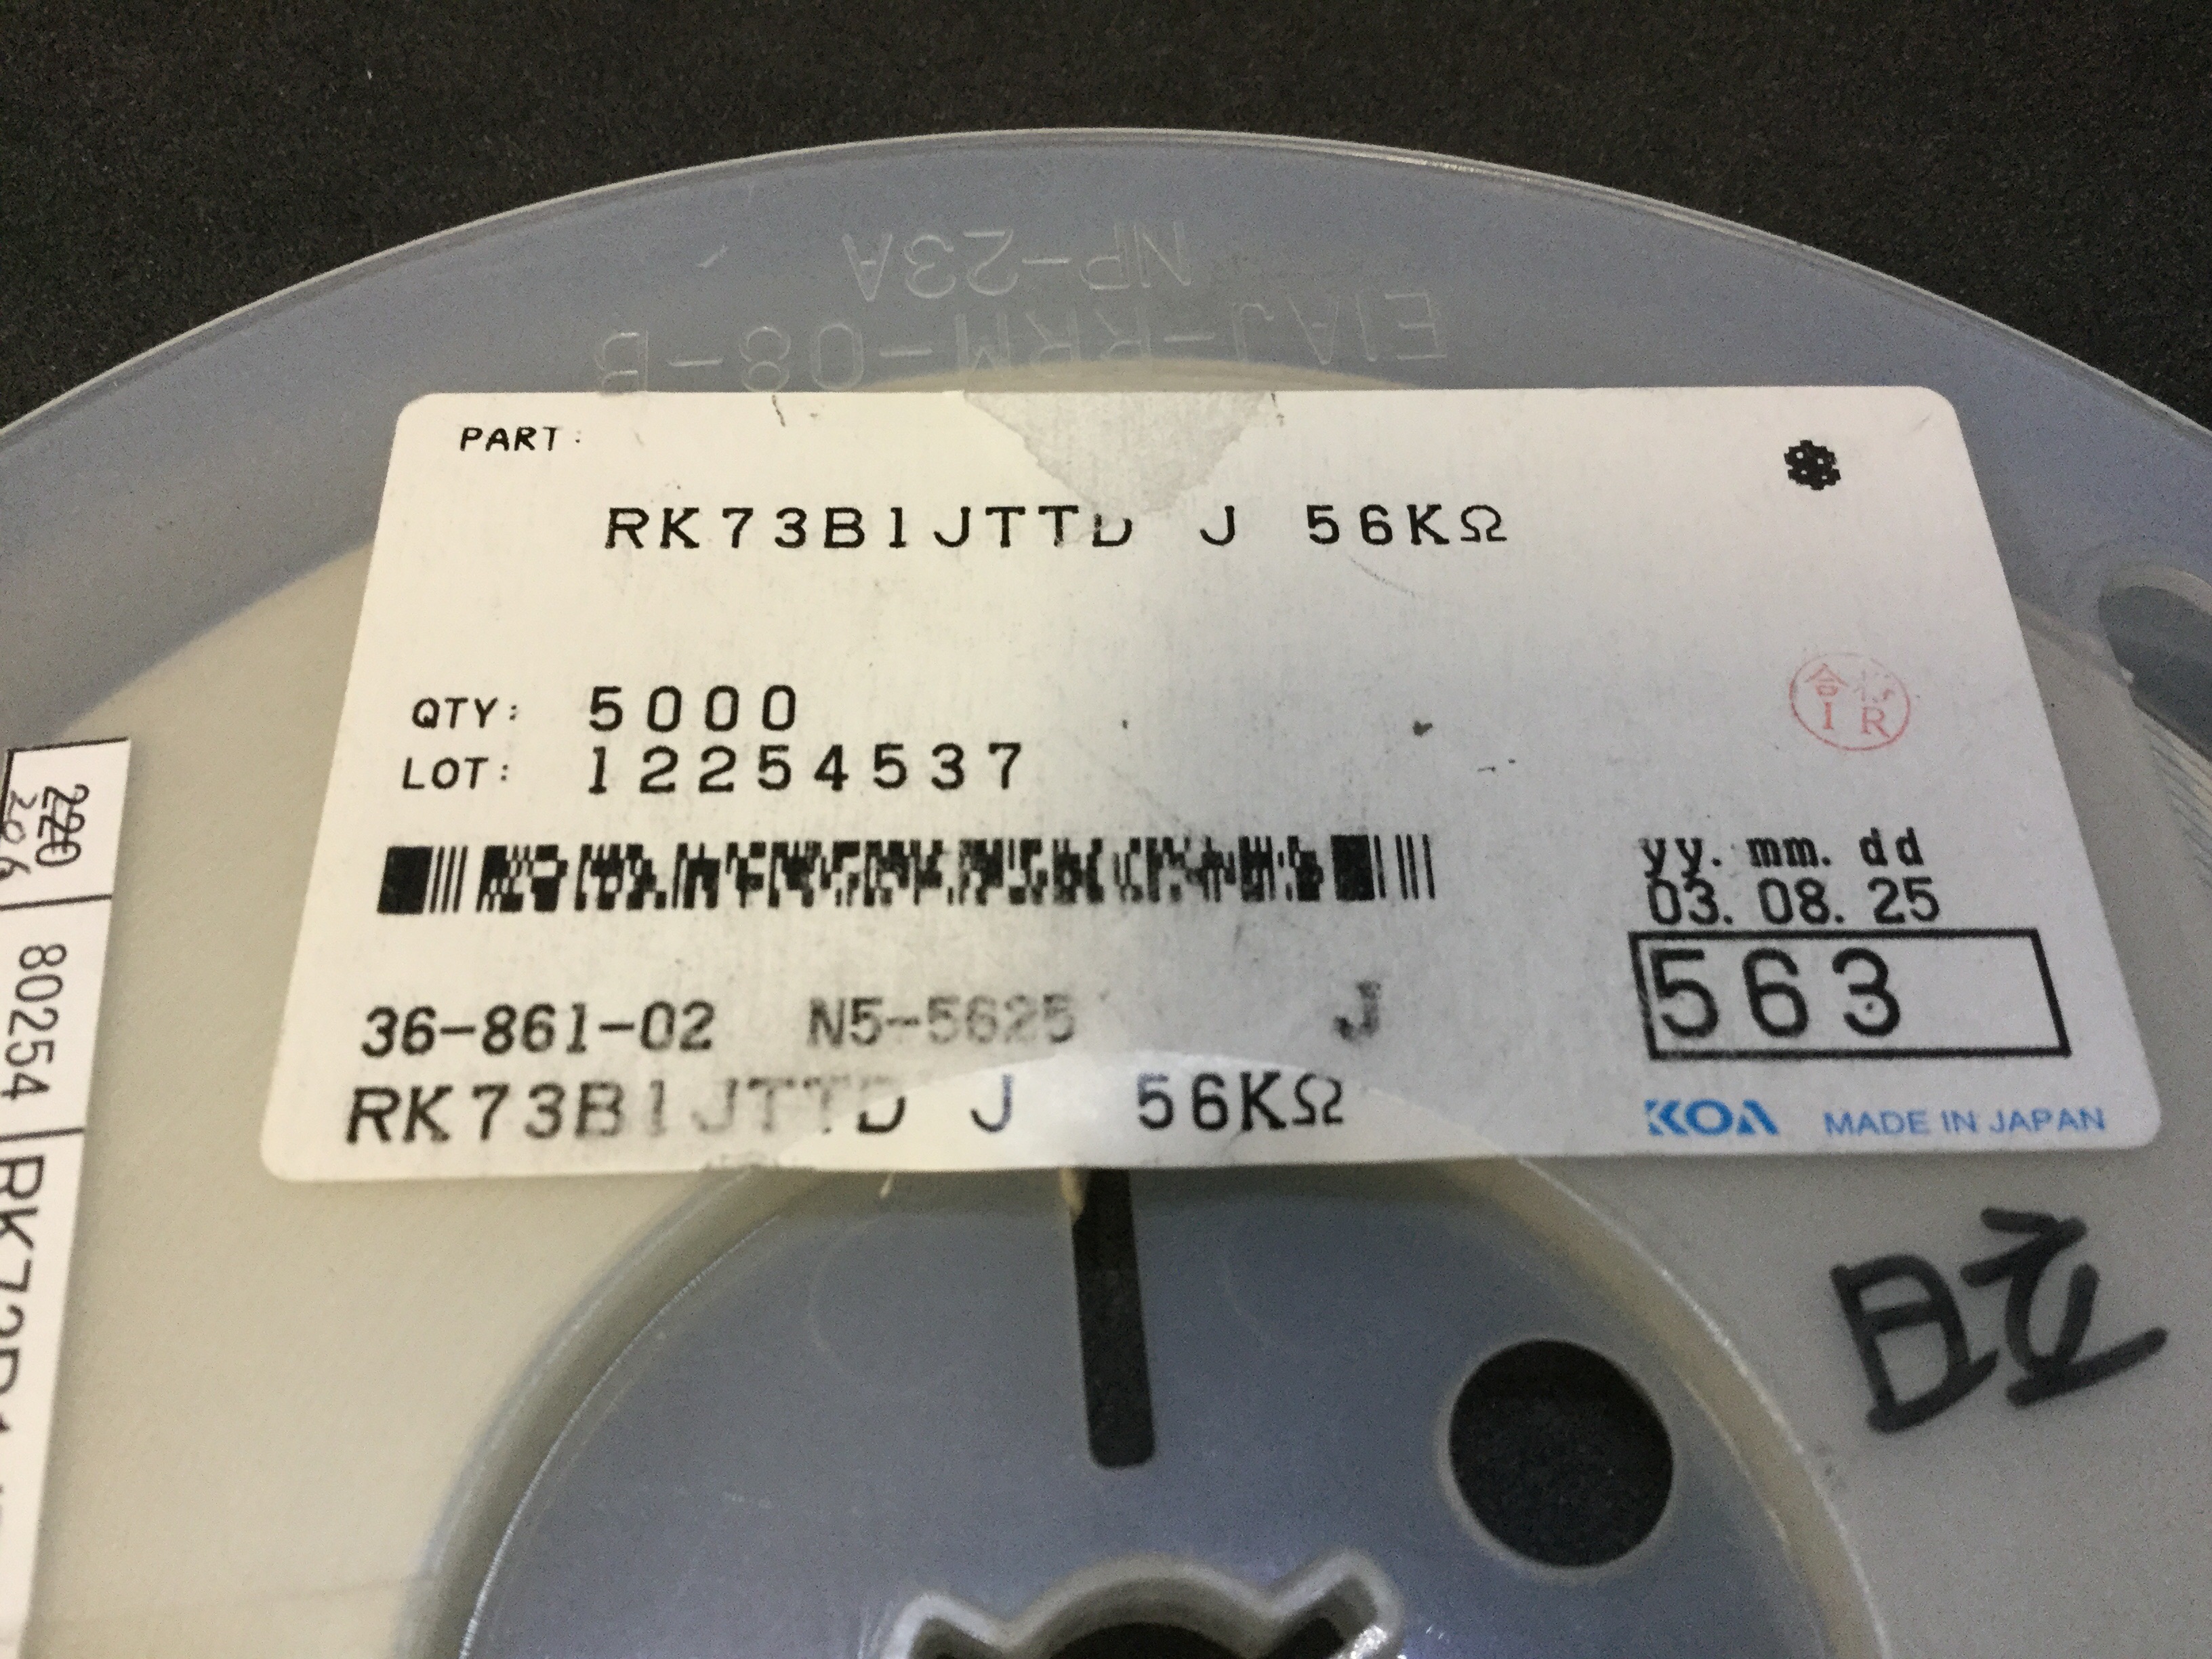 NP-23A
EIAJ-RRM-08-B
PART:
RK73B1JTTD J 56KΩ
合格
I R
QTY: 5000
LOT: 12254537
yy. mm. dd
03. 08. 25
563
36-861-02 N5-5625 J
RK73B1JTTD J 56KΩ
KOA MADE IN JAPAN
80254
日立